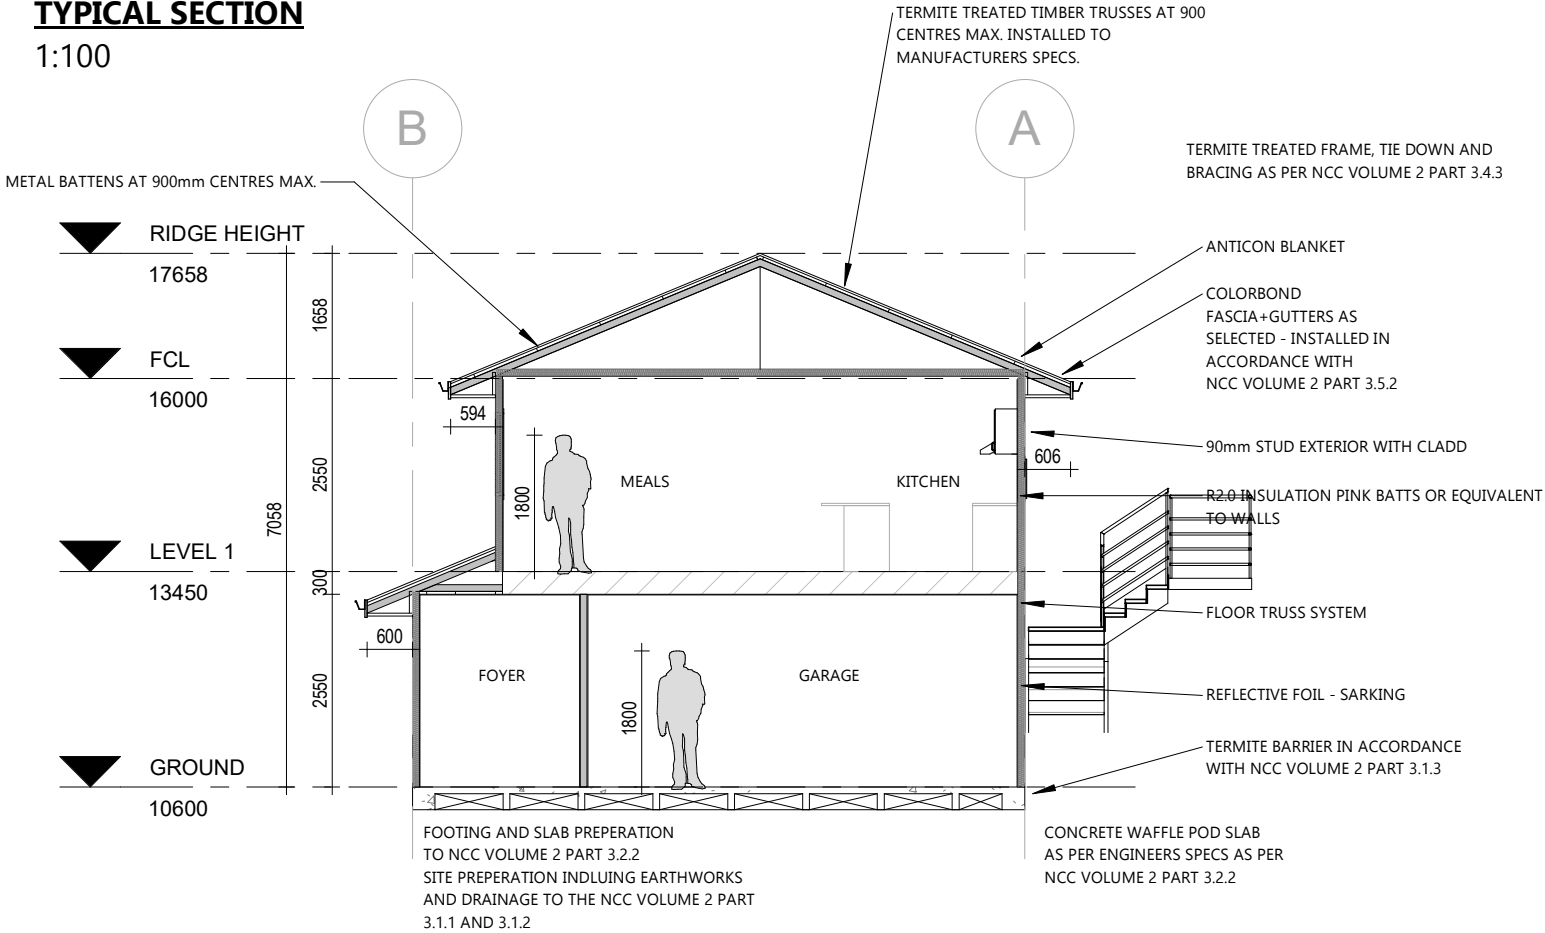 TYPICAL SECTION
1:100
TERMITE TREATED TIMBER TRUSSES AT 900
CENTRES MAX. INSTALLED TO
MANUFACTURERS SPECS.
B
A
TERMITE TREATED FRAME, TIE DOWN AND
BRACING AS PER NCC VOLUME 2 PART 3.4.3
METAL BATTENS AT 900mm CENTRES MAX.
RIDGE HEIGHT
17658
ANTICON BLANKET
COLORBOND
FASCIA+GUTTERS AS
SELECTED - INSTALLED IN
ACCORDANCE WITH
NCC VOLUME 2 PART 3.5.2
1658
FCL
16000
594
90mm STUD EXTERIOR WITH CLADD
606
2550
1800
MEALS
KITCHEN
R2.0 INSULATION PINK BATTS OR EQUIVALENT
TO WALLS
7058
LEVEL 1
13450
300
FLOOR TRUSS SYSTEM
600
2550
FOYER
1800
GARAGE
REFLECTIVE FOIL - SARKING
TERMITE BARRIER IN ACCORDANCE
WITH NCC VOLUME 2 PART 3.1.3
GROUND
10600
FOOTING AND SLAB PREPERATION
TO NCC VOLUME 2 PART 3.2.2
SITE PREPERATION INDLUING EARTHWORKS
AND DRAINAGE TO THE NCC VOLUME 2 PART
3.1.1 AND 3.1.2
CONCRETE WAFFLE POD SLAB
AS PER ENGINEERS SPECS AS PER
NCC VOLUME 2 PART 3.2.2